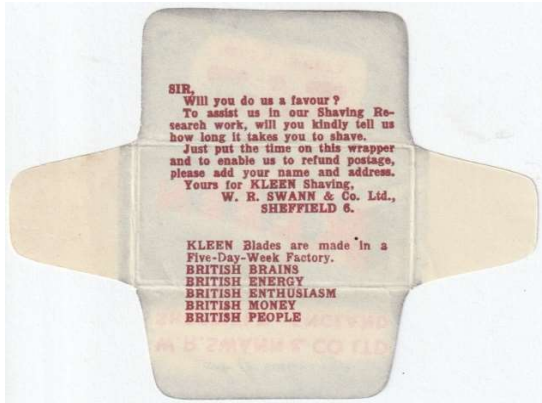 SIR,
Will you do us a favour?
To assist us in our Shaving Re-
search work, will you kindly tell us
how long it takes you to shave.
Just put the time on this wrapper
and to enable us to refund postage,
please add your name and address.
Yours for KLEEN Shaving,
W. R. SWANN & Co. Ltd.,
SHEFFIELD 6.
KLEEN Blades are made in a
Five-Day-Week Factory.
BRITISH BRAINS
BRITISH ENERGY
BRITISH ENTHUSIASM
BRITISH MONEY
BRITISH PEOPLE
W. R. SWANN & CO LTD